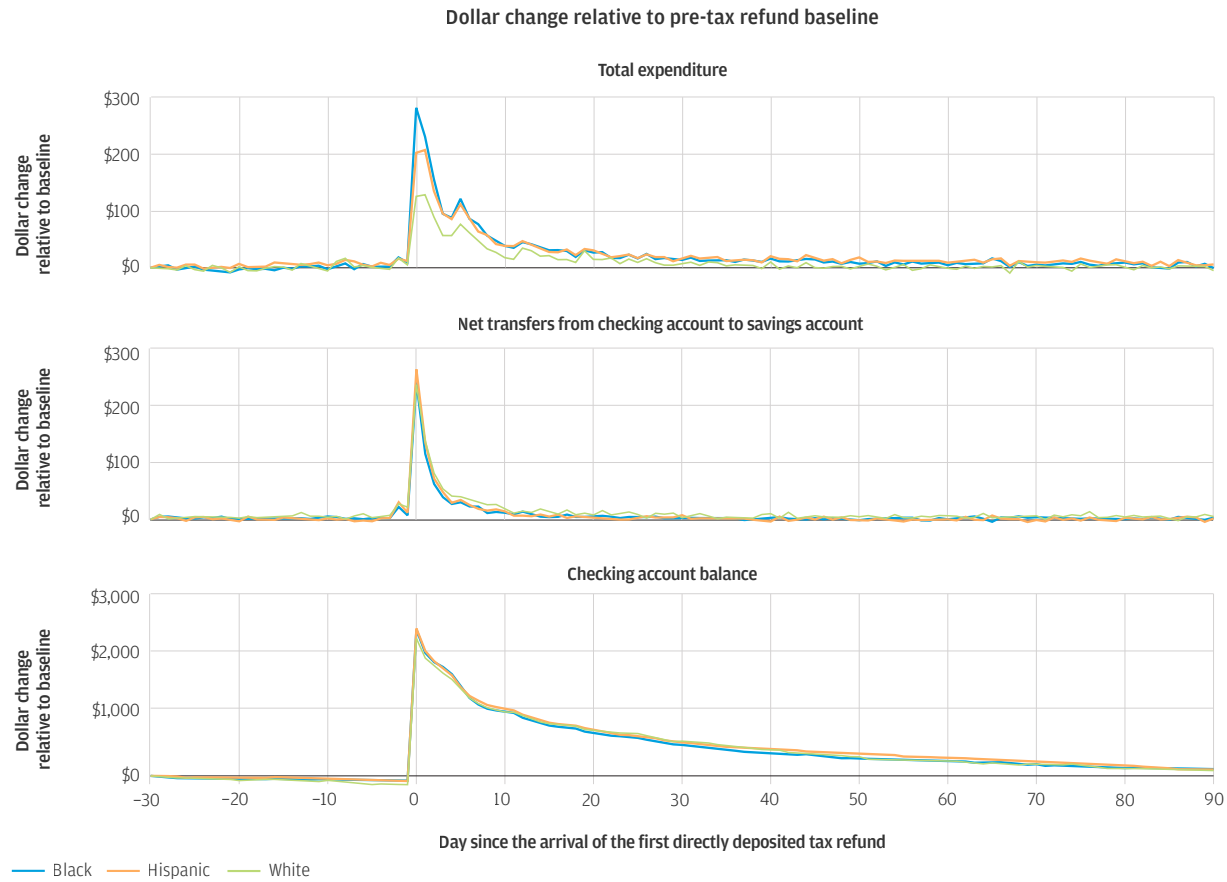 Dollar change relative to pre-tax refund baseline
Total expenditure
Dollar change
relative to baseline
$300
$200
$100
$0
Net transfers from checking account to savings account
Dollar change
relative to baseline
$300
$200
$100
$0
Checking account balance
Dollar change
relative to baseline
$3,000
$2,000
$1,000
$0
−30 −20 −10 0 10 20 30 40 50 60 70 80 90
Day since the arrival of the first directly deposited tax refund
Black Hispanic White